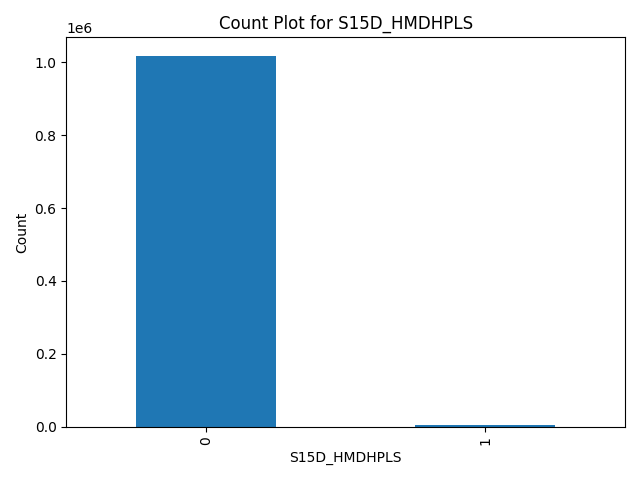 Count Plot for S15D_HMDHPLS
1e6
1.0
0.8
0.6
0.4
0.2
0.0
Count
0
1
S15D_HMDHPLS